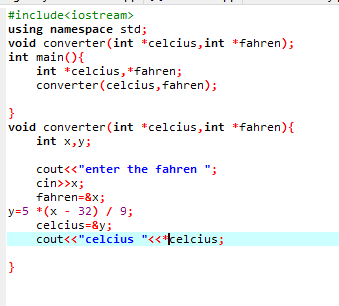 #include<iostream>
using namespace std;
void converter(int *celcius,int *fahren);
int main(){
    int *celcius,*fahren;
    converter(celcius,fahren);

}
void converter(int *celcius,int *fahren){
    int x,y;

    cout<<"enter the fahren ";
    cin>>x;
    fahren=&x;
y=5 *(x - 32) / 9;
    celcius=&y;
    cout<<"celcius "<<*celcius;

}